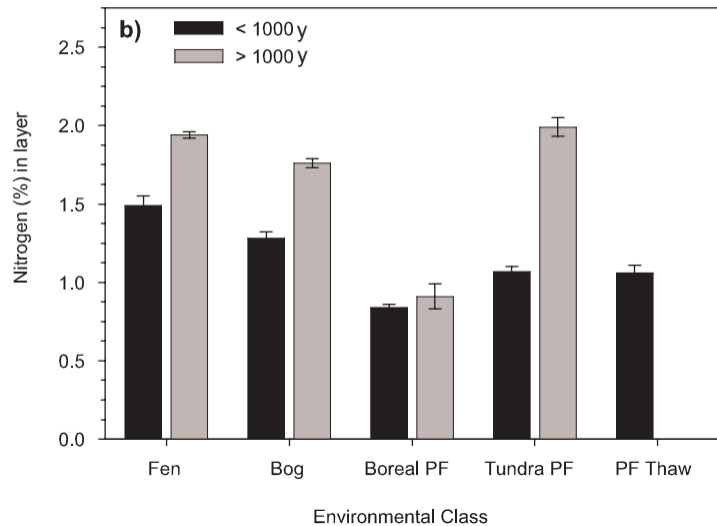 b)
< 1000 y
> 1000 y
Nitrogen (%) in layer
2.5
2.0
1.5
1.0
0.5
0.0
Fen Bog Boreal PF Tundra PF PF Thaw
Environmental Class